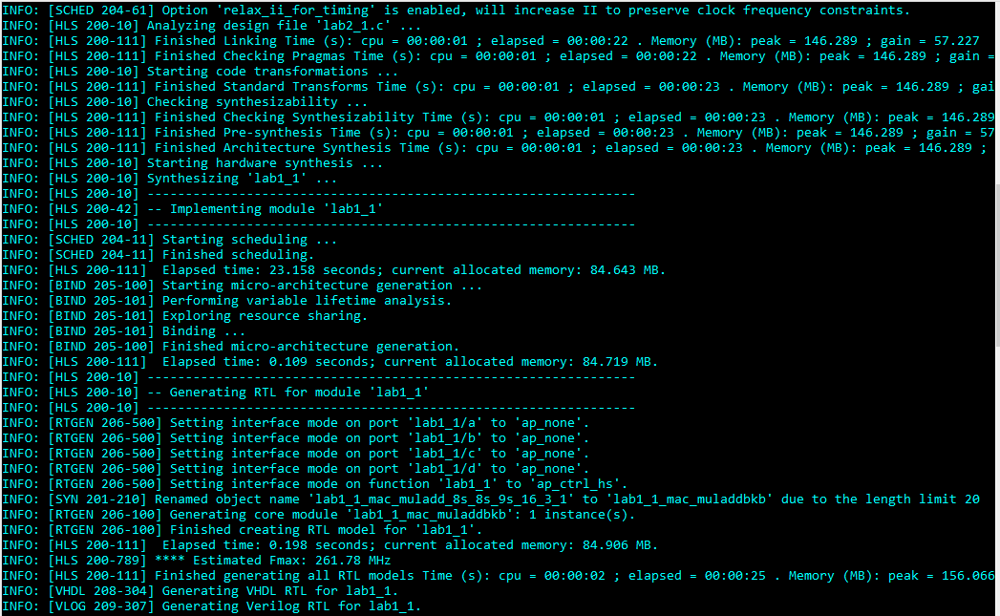 INFO: [SCHED 204-61] Option 'relax_ii_for_timing' is enabled, will increase II to preserve clock frequency constraints.
INFO: [HLS 200-10] Analyzing design file 'lab2_1.c' ...
INFO: [HLS 200-111] Finished Linking Time (s): cpu = 00:00:01 ; elapsed = 00:00:22 . Memory (MB): peak = 146.289 ; gain = 57.227
INFO: [HLS 200-111] Finished Checking Pragmas Time (s): cpu = 00:00:01 ; elapsed = 00:00:22 . Memory (MB): peak = 146.289 ; gain =
INFO: [HLS 200-10] Starting code transformations ...
INFO: [HLS 200-111] Finished Standard Transforms Time (s): cpu = 00:00:01 ; elapsed = 00:00:23 . Memory (MB): peak = 146.289 ; gai
INFO: [HLS 200-10] Checking synthesizability ...
INFO: [HLS 200-111] Finished Checking Synthesizability Time (s): cpu = 00:00:01 ; elapsed = 00:00:23 . Memory (MB): peak = 146.289
INFO: [HLS 200-111] Finished Pre-synthesis Time (s): cpu = 00:00:01 ; elapsed = 00:00:23 . Memory (MB): peak = 146.289 ; gain = 57
INFO: [HLS 200-111] Finished Architecture Synthesis Time (s): cpu = 00:00:01 ; elapsed = 00:00:23 . Memory (MB): peak = 146.289 ;
INFO: [HLS 200-10] Starting hardware synthesis ...
INFO: [HLS 200-10] Synthesizing 'lab1_1' ...
INFO: [HLS 200-10] ----------------------------------------------------------------
INFO: [HLS 200-42] -- Implementing module 'lab1_1'
INFO: [HLS 200-10] ----------------------------------------------------------------
INFO: [SCHED 204-11] Starting scheduling ...
INFO: [SCHED 204-11] Finished scheduling.
INFO: [HLS 200-111]  Elapsed time: 23.158 seconds; current allocated memory: 84.643 MB.
INFO: [BIND 205-100] Starting micro-architecture generation ...
INFO: [BIND 205-101] Performing variable lifetime analysis.
INFO: [BIND 205-101] Exploring resource sharing.
INFO: [BIND 205-101] Binding ...
INFO: [BIND 205-100] Finished micro-architecture generation.
INFO: [HLS 200-111]  Elapsed time: 0.109 seconds; current allocated memory: 84.719 MB.
INFO: [HLS 200-10] ----------------------------------------------------------------
INFO: [HLS 200-10] -- Generating RTL for module 'lab1_1'
INFO: [HLS 200-10] ----------------------------------------------------------------
INFO: [RTGEN 206-500] Setting interface mode on port 'lab1_1/a' to 'ap_none'.
INFO: [RTGEN 206-500] Setting interface mode on port 'lab1_1/b' to 'ap_none'.
INFO: [RTGEN 206-500] Setting interface mode on port 'lab1_1/c' to 'ap_none'.
INFO: [RTGEN 206-500] Setting interface mode on port 'lab1_1/d' to 'ap_none'.
INFO: [RTGEN 206-500] Setting interface mode on function 'lab1_1' to 'ap_ctrl_hs'.
INFO: [SYN 201-210] Renamed object name 'lab1_1_mac_muladd_8s_8s_9s_16_3_1' to 'lab1_1_mac_muladdbkb' due to the length limit 20
INFO: [RTGEN 206-100] Generating core module 'lab1_1_mac_muladdbkb': 1 instance(s).
INFO: [RTGEN 206-100] Finished creating RTL model for 'lab1_1'.
INFO: [HLS 200-111]  Elapsed time: 0.198 seconds; current allocated memory: 84.906 MB.
INFO: [HLS 200-789] **** Estimated Fmax: 261.78 MHz
INFO: [HLS 200-111] Finished generating all RTL models Time (s): cpu = 00:00:02 ; elapsed = 00:00:25 . Memory (MB): peak = 156.066
INFO: [VHDL 208-304] Generating VHDL RTL for lab1_1.
INFO: [VLOG 209-307] Generating Verilog RTL for lab1_1.